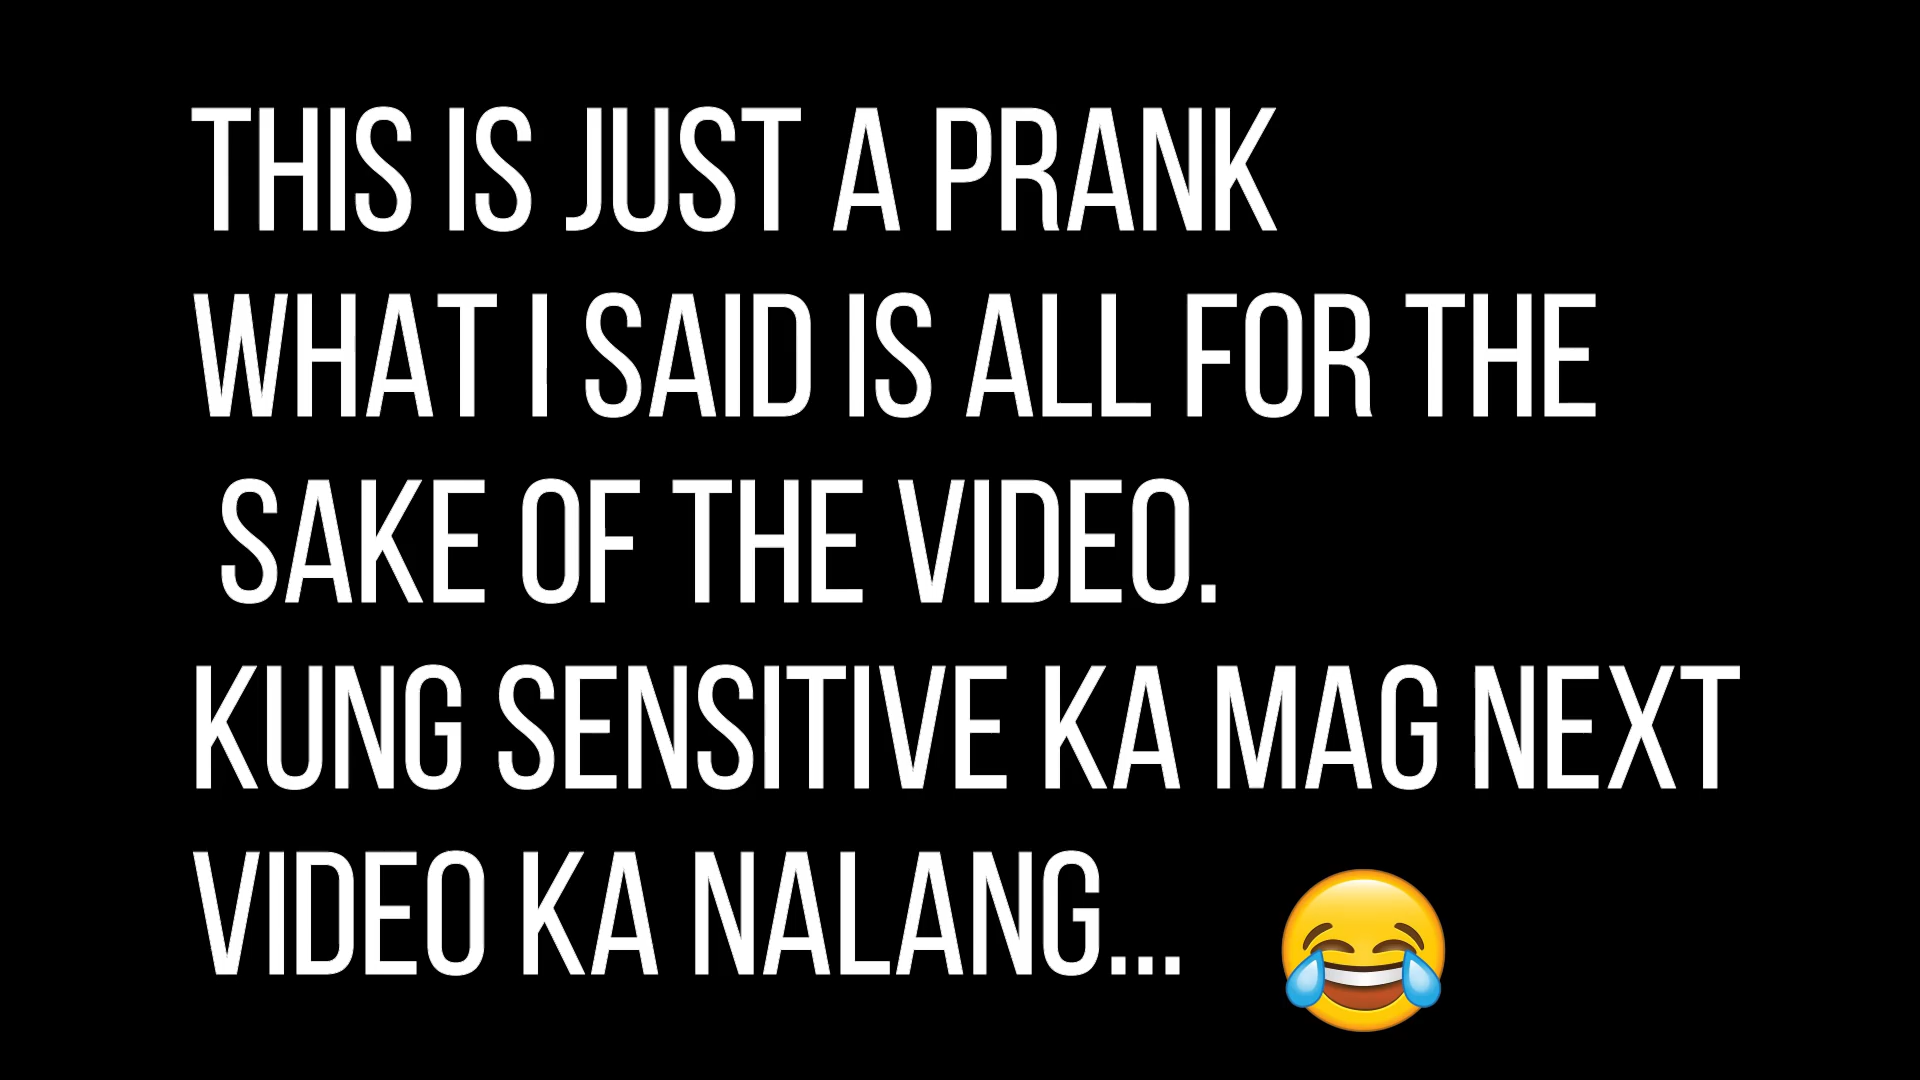 THIS IS JUST A PRANK
WHAT I SAID IS ALL FOR THE
SAKE OF THE VIDEO.
KUNG SENSITIVE KA MAG NEXT
VIDEO KA NALANG... 😂